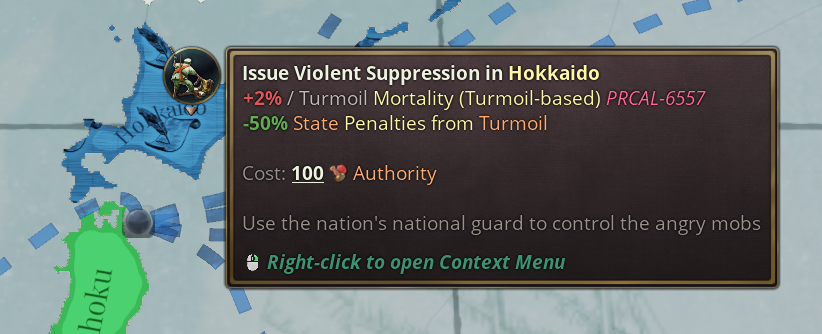 Issue Violent Suppression in Hokkaido
+2% / Turmoil Mortality (Turmoil-based) PRCAL-6557
-50% State Penalties from Turmoil
Cost: 100 Authority
Use the nation's national guard to control the angry mobs
Right-click to open Context Menu
Hokkaido
hoku